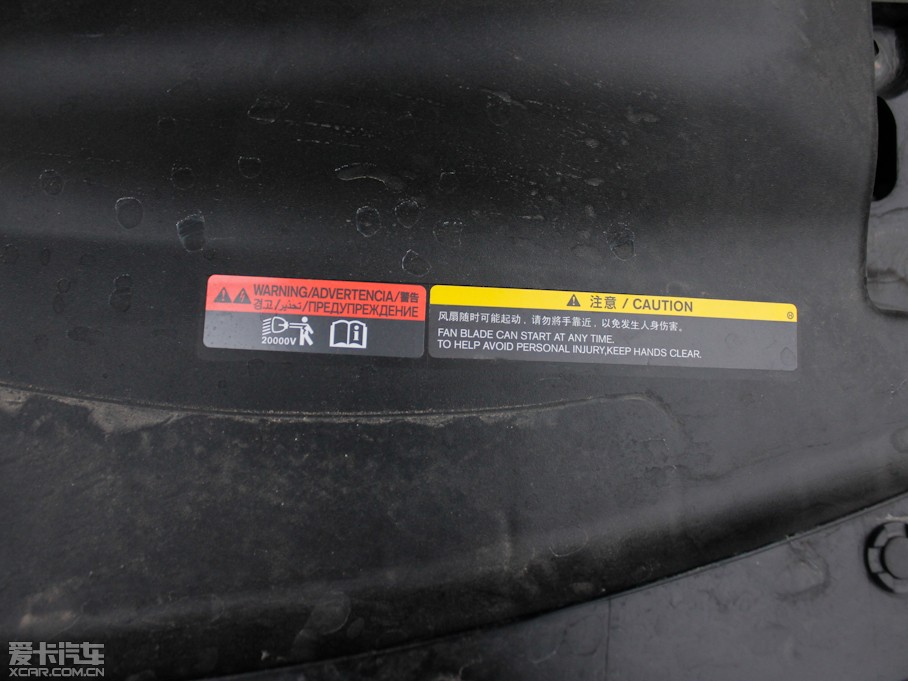 WARNING/ADVERTENCIA/警告
경고/تحذير/ПРЕДУПРЕЖДЕНИЕ
20000V
注意 / CAUTION
风扇随时可能起动，请勿將手靠近，以免发生人身伤害。
FAN BLADE CAN START AT ANY TIME.
TO HELP AVOID PERSONAL INJURY,KEEP HANDS CLEAR.
爱卡汽车
XCAR.COM.CN